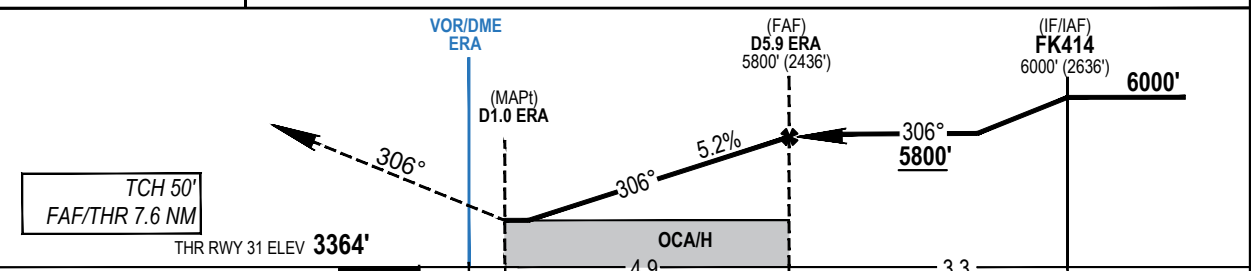 VOR/DME
ERA
(MAPt)
D1.0 ERA
(FAF)
D5.9 ERA
5800' (2436')
(IF/IAF)
FK414
6000' (2636')
6000'
306°
5.2%
306°
306°
5800'
TCH 50'
FAF/THR 7.6 NM
THR RWY 31 ELEV 3364'
OCA/H
4.9
3.3